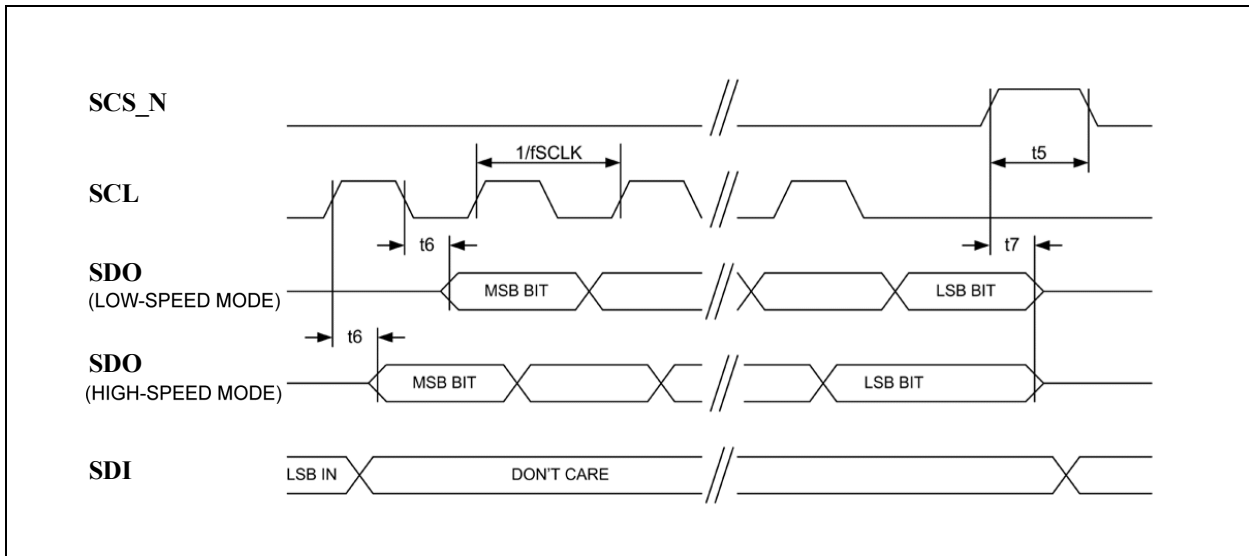 SCS_N
1/fSCLK
t5
SCL
t6
t7
SDO
(LOW-SPEED MODE)
MSB BIT
LSB BIT
t6
SDO
(HIGH-SPEED MODE)
MSB BIT
LSB BIT
SDI
LSB IN
DON'T CARE